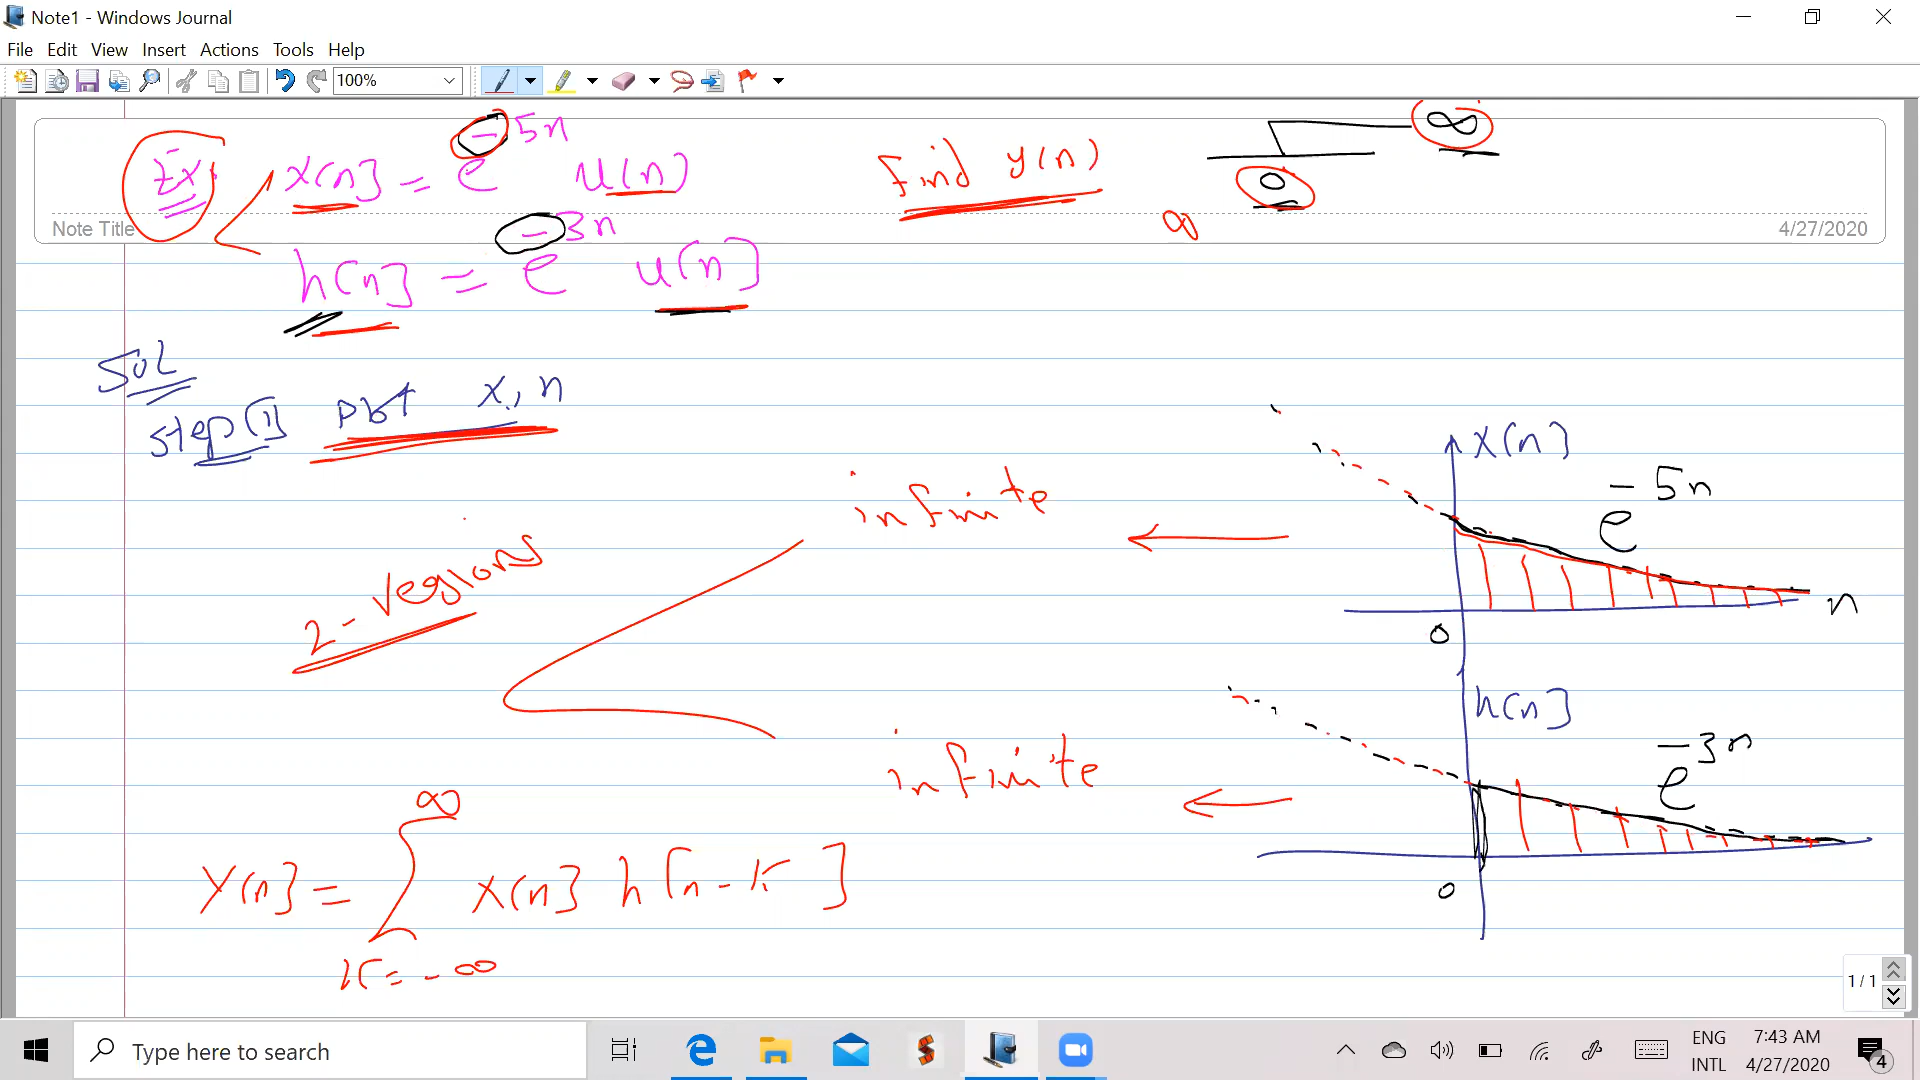 Note1 - Windows Journal
File Edit View Insert Actions Tools Help
100%
Ex x[n] = e^-5n u(n) Find y(n) ∞
0
∞
Note Title 4/27/2020
h[n] = e^-3n u[n]
Sol
Step(1) plot x, n
x[n]
e^-5n
infinite
2-regions
n
0
h[n]
e^-3n
infinite
0
y[n] = ∑ x[n] h[n-k]
∞
k=-∞
1 / 1
Type here to search
ENG
INTL
7:43 AM
4/27/2020
4